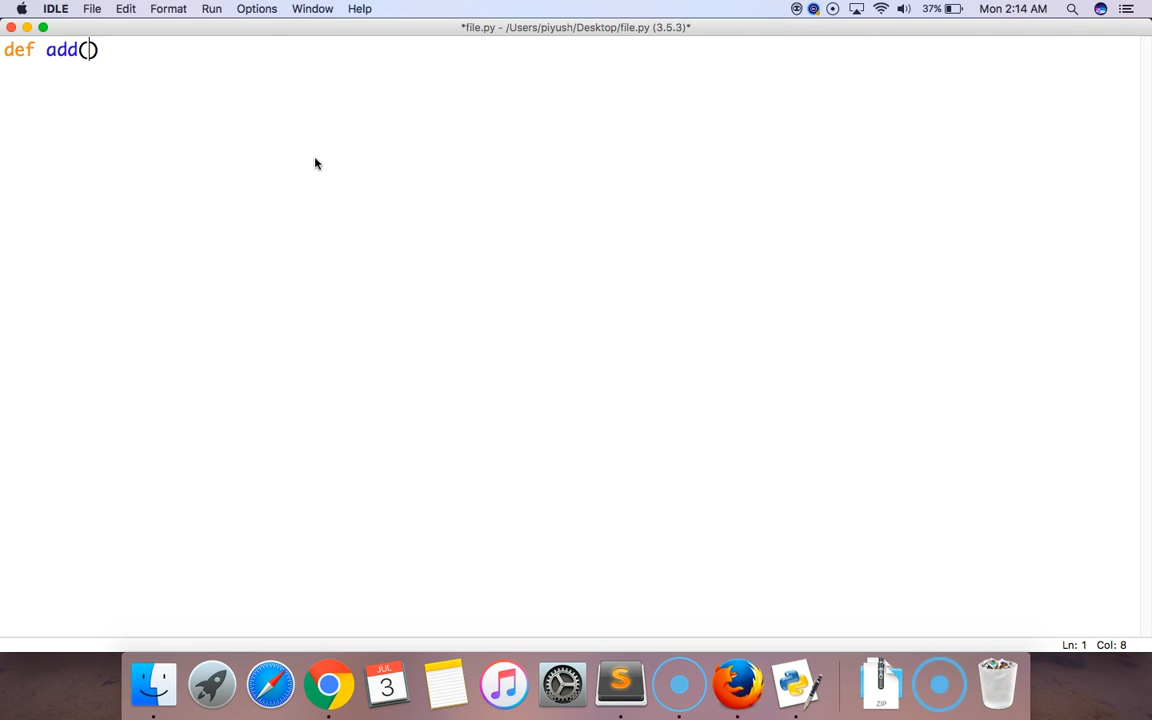 IDLE File Edit Format Run Options Window Help 37% Mon 2:14 AM
*file.py - /Users/piyush/Desktop/file.py (3.5.3)*
def add()
Ln: 1 Col: 8
JUL
3
S
ZIP